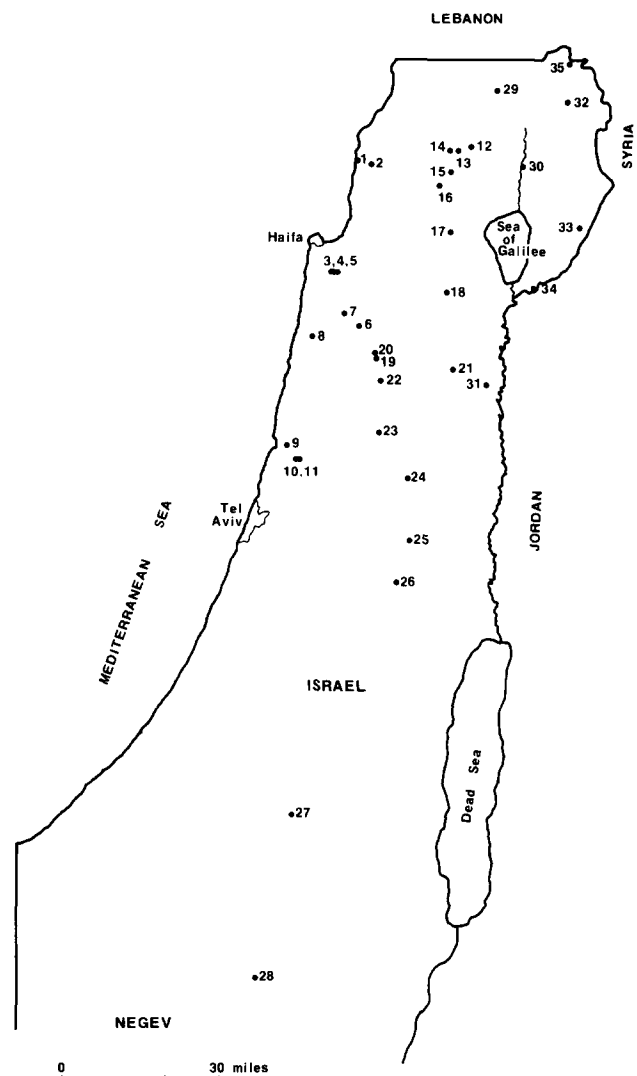 LEBANON
35
29
32
SYRIA
14
12
13
1
2
15
30
16
17
Sea
of
Galilee
33
Haifa
3,4,5
18
34
7
6
8
20
19
21
22
31
9
23
10,11
24
MEDITERRANEAN SEA
Tel
Aviv
JORDAN
25
26
ISRAEL
Dead Sea
27
28
NEGEV
0 30 miles